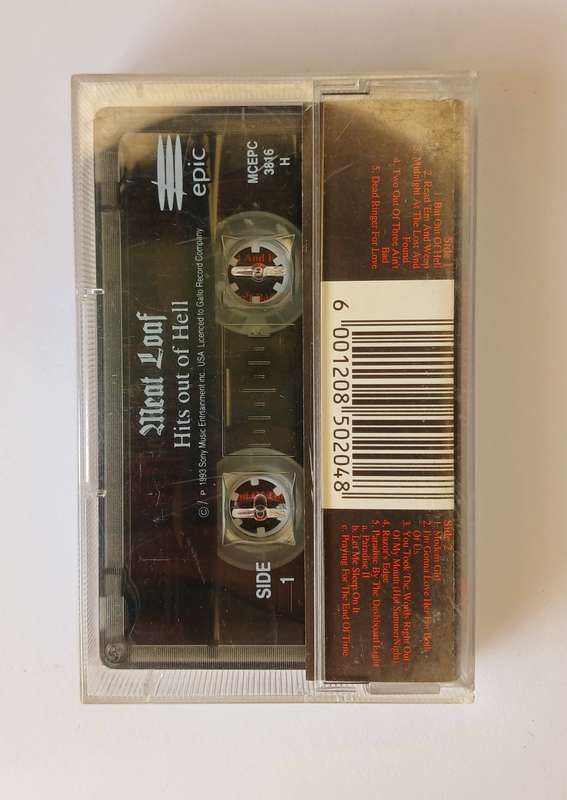 epic
MCEPC
3816
H
Meat Loaf
Hits out of Hell
© / P 1993 Sony Music Entertainment Inc. USA Licenced to Gallo Record Company
SIDE
1
Side 1
1. Bat Out Of Hell
2. Read 'Em And Weep
3. Midnight At The Lost And
Found
4. Two Out Of Three Ain't
Bad
5. Dead Ringer For Love
6 001208 502048
Side 2
1. Modern Girl
2. I'm Gonna Love Her For Both
Of Us
3. You Took The Words Right Out
Of My Mouth (Hot Summer Night)
4. Razor's Edge
5. Paradise By The Dashboard Light
a. Paradise II
b. Let Me Sleep On It
c. Praying For The End Of Time